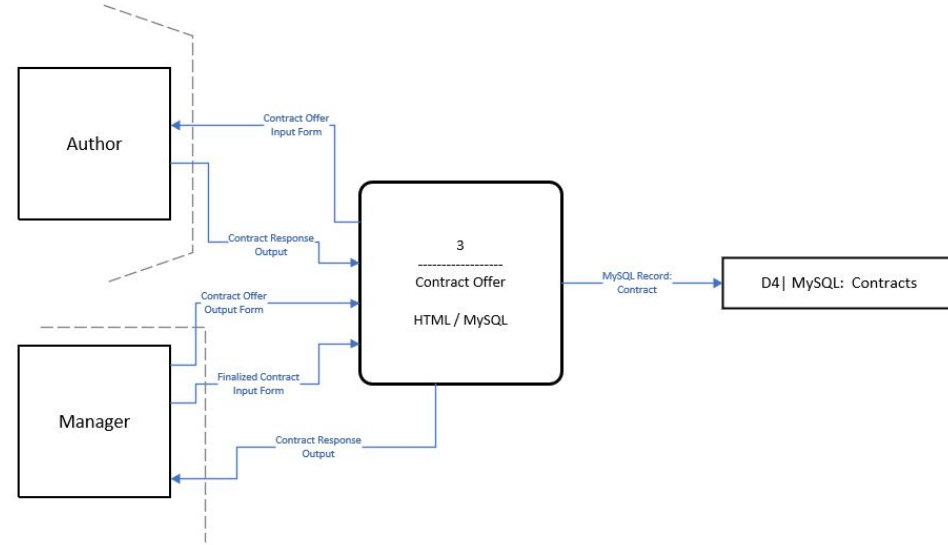 Author
Contract Offer
Input Form
Contract Response
Output
3
------------------
Contract Offer
HTML / MySQL
MySQL Record:
Contract
D4| MySQL: Contracts
Contract Offer
Output Form
Manager
Finalized Contract
Input Form
Contract Response
Output